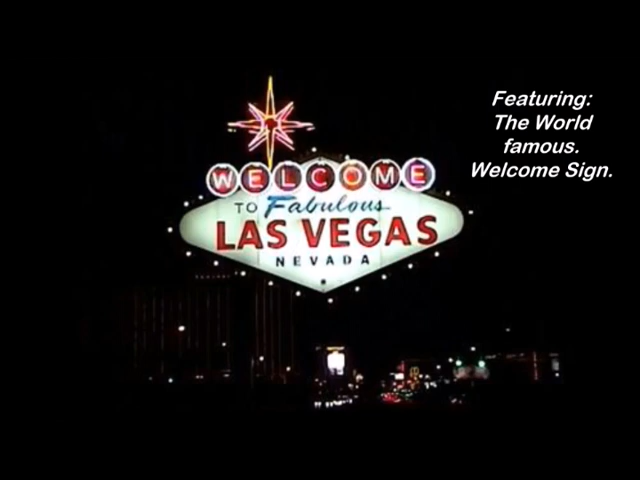 WELCOME
TO Fabulous
LAS VEGAS
NEVADA
Featuring:
The World
famous.
Welcome Sign.